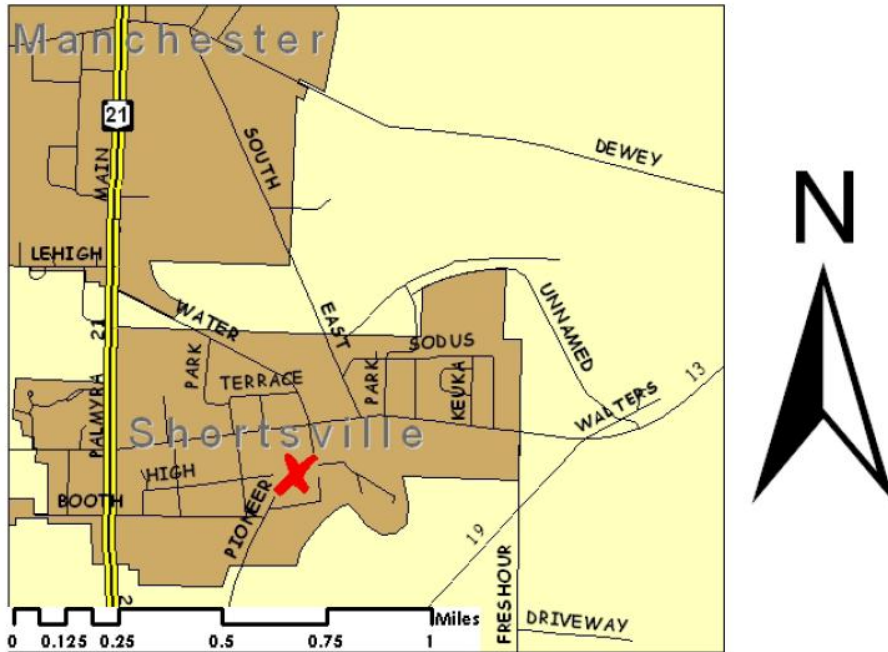 Manchester
21
SOUTH
DEWEY
N
MAIN
LEHIGH
UNNAMED
WATER
EAST
21
SODUS
PARK
PARK
TERRACE
KEUKA
13
WALTERS
PALMYRA
Shortsville
HIGH
BOOTH
PIONEER
19
FRESHOUR
2
DRIVEWAY
Miles
0 0.125 0.25 0.5 0.75 1